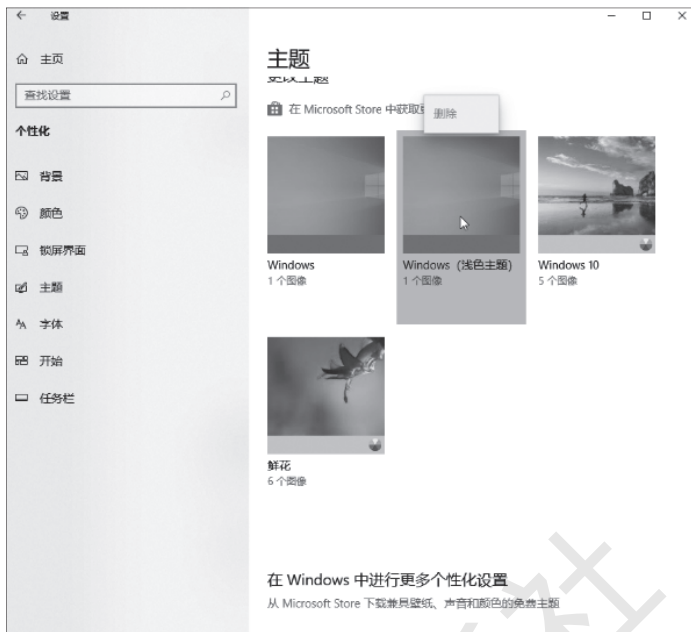 设置
主页
查找设置
个性化
背景
颜色
锁屏界面
主题
字体
开始
任务栏
主题
更改主题
在 Microsoft Store 中获取
删除
Windows
1 个图像
Windows（浅色主题）
1 个图像
Windows 10
5 个图像
鲜花
6 个图像
在 Windows 中进行更多个性化设置
从 Microsoft Store 下载兼具壁纸、声音和颜色的免费主题